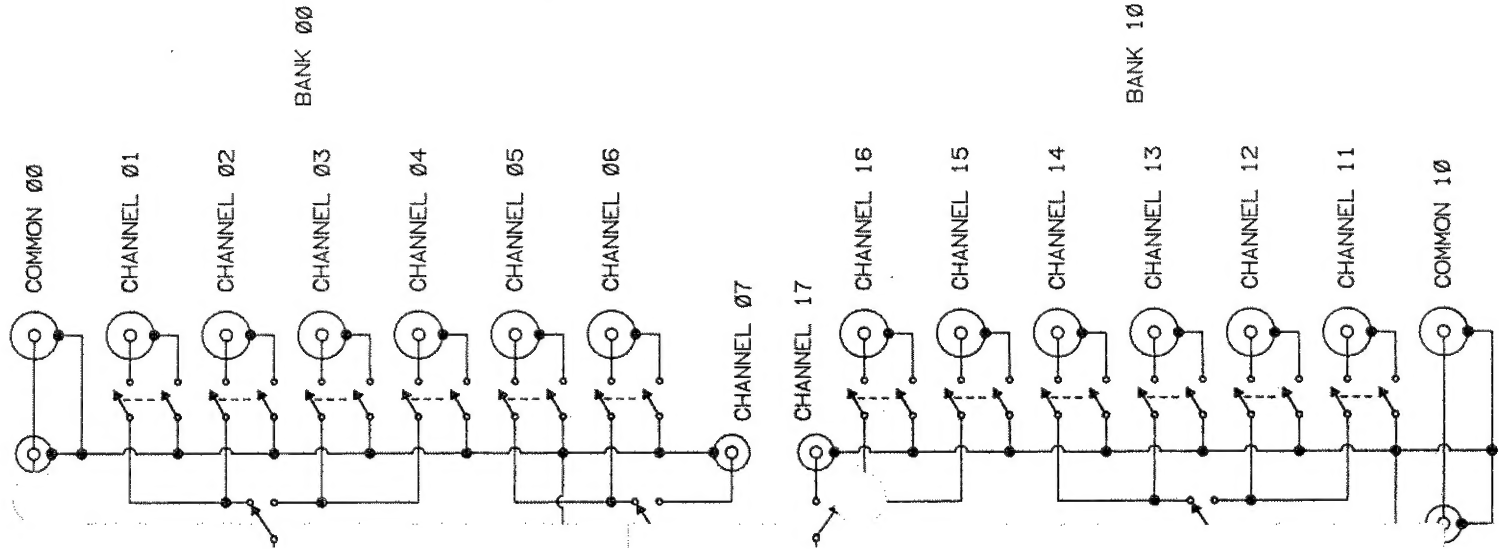 BANK 00
BANK 10
COMMON 00
CHANNEL 01
CHANNEL 02
CHANNEL 03
CHANNEL 04
CHANNEL 05
CHANNEL 06
CHANNEL 07
CHANNEL 17
CHANNEL 16
CHANNEL 15
CHANNEL 14
CHANNEL 13
CHANNEL 12
CHANNEL 11
COMMON 10